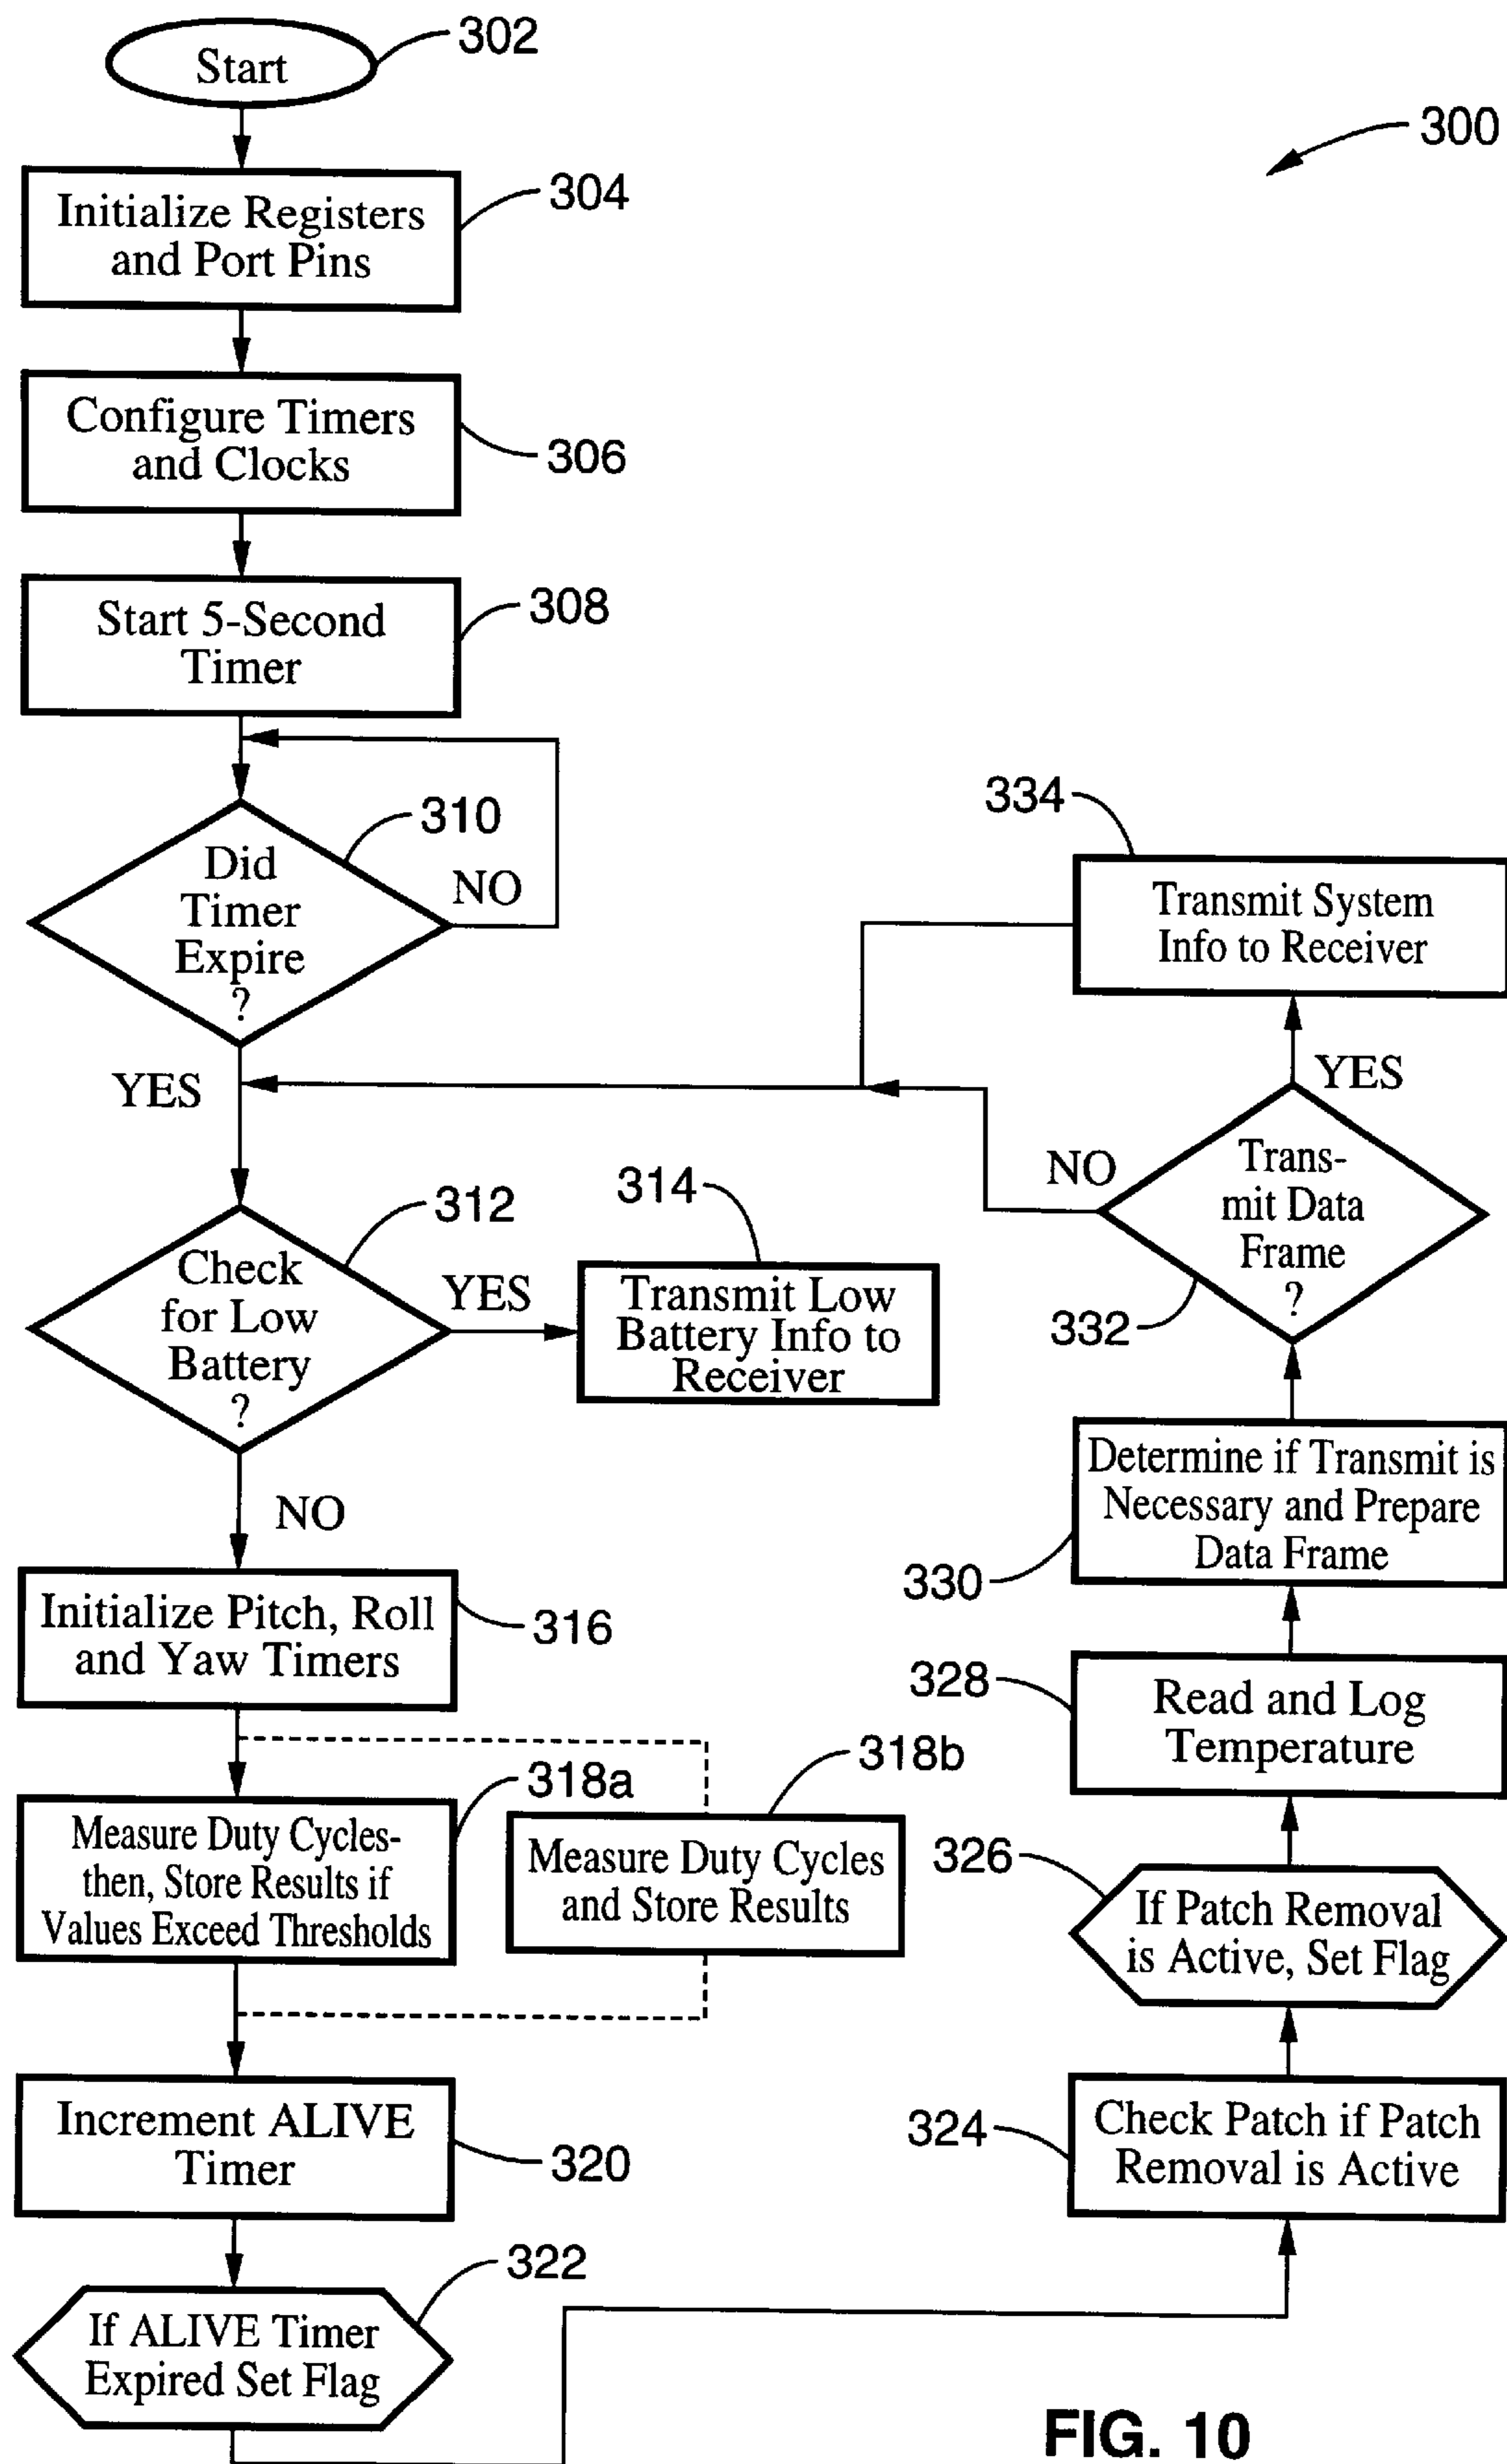 Start
302
300
Initialize Registers
and Port Pins
304
Configure Timers
and Clocks
306
Start 5-Second
Timer
308
Did
Timer
Expire
?
310
NO
YES
Check
for Low
Battery
?
312
YES
314
Transmit Low
Battery Info to
Receiver
NO
Initialize Pitch, Roll
and Yaw Timers
316
Measure Duty Cycles-
then, Store Results if
Values Exceed Thresholds
318a
Measure Duty Cycles
and Store Results
318b
Increment ALIVE
Timer
320
If ALIVE Timer
Expired Set Flag
322
Check Patch if Patch
Removal is Active
324
If Patch Removal
is Active, Set Flag
326
Read and Log
Temperature
328
Determine if Transmit is
Necessary and Prepare
Data Frame
330
Trans-
mit Data
Frame
?
332
NO
YES
Transmit System
Info to Receiver
334
FIG. 10